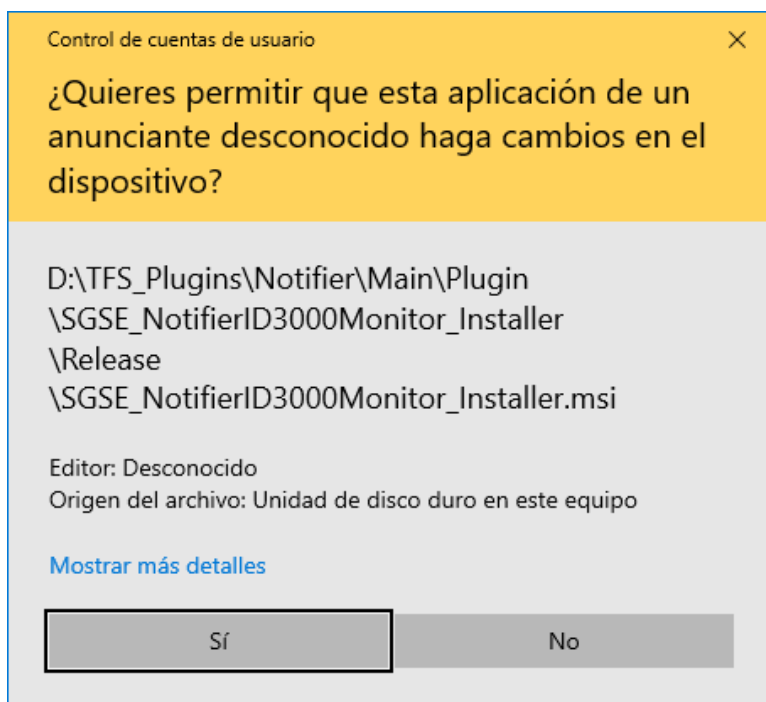 Control de cuentas de usuario
¿Quieres permitir que esta aplicación de un
anunciante desconocido haga cambios en el
dispositivo?
D:\TFS_Plugins\Notifier\Main\Plugin
\SGSE_NotifierID3000Monitor_Installer
\Release
\SGSE_NotifierID3000Monitor_Installer.msi
Editor: Desconocido
Origen del archivo: Unidad de disco duro en este equipo
Mostrar más detalles
Sí
No